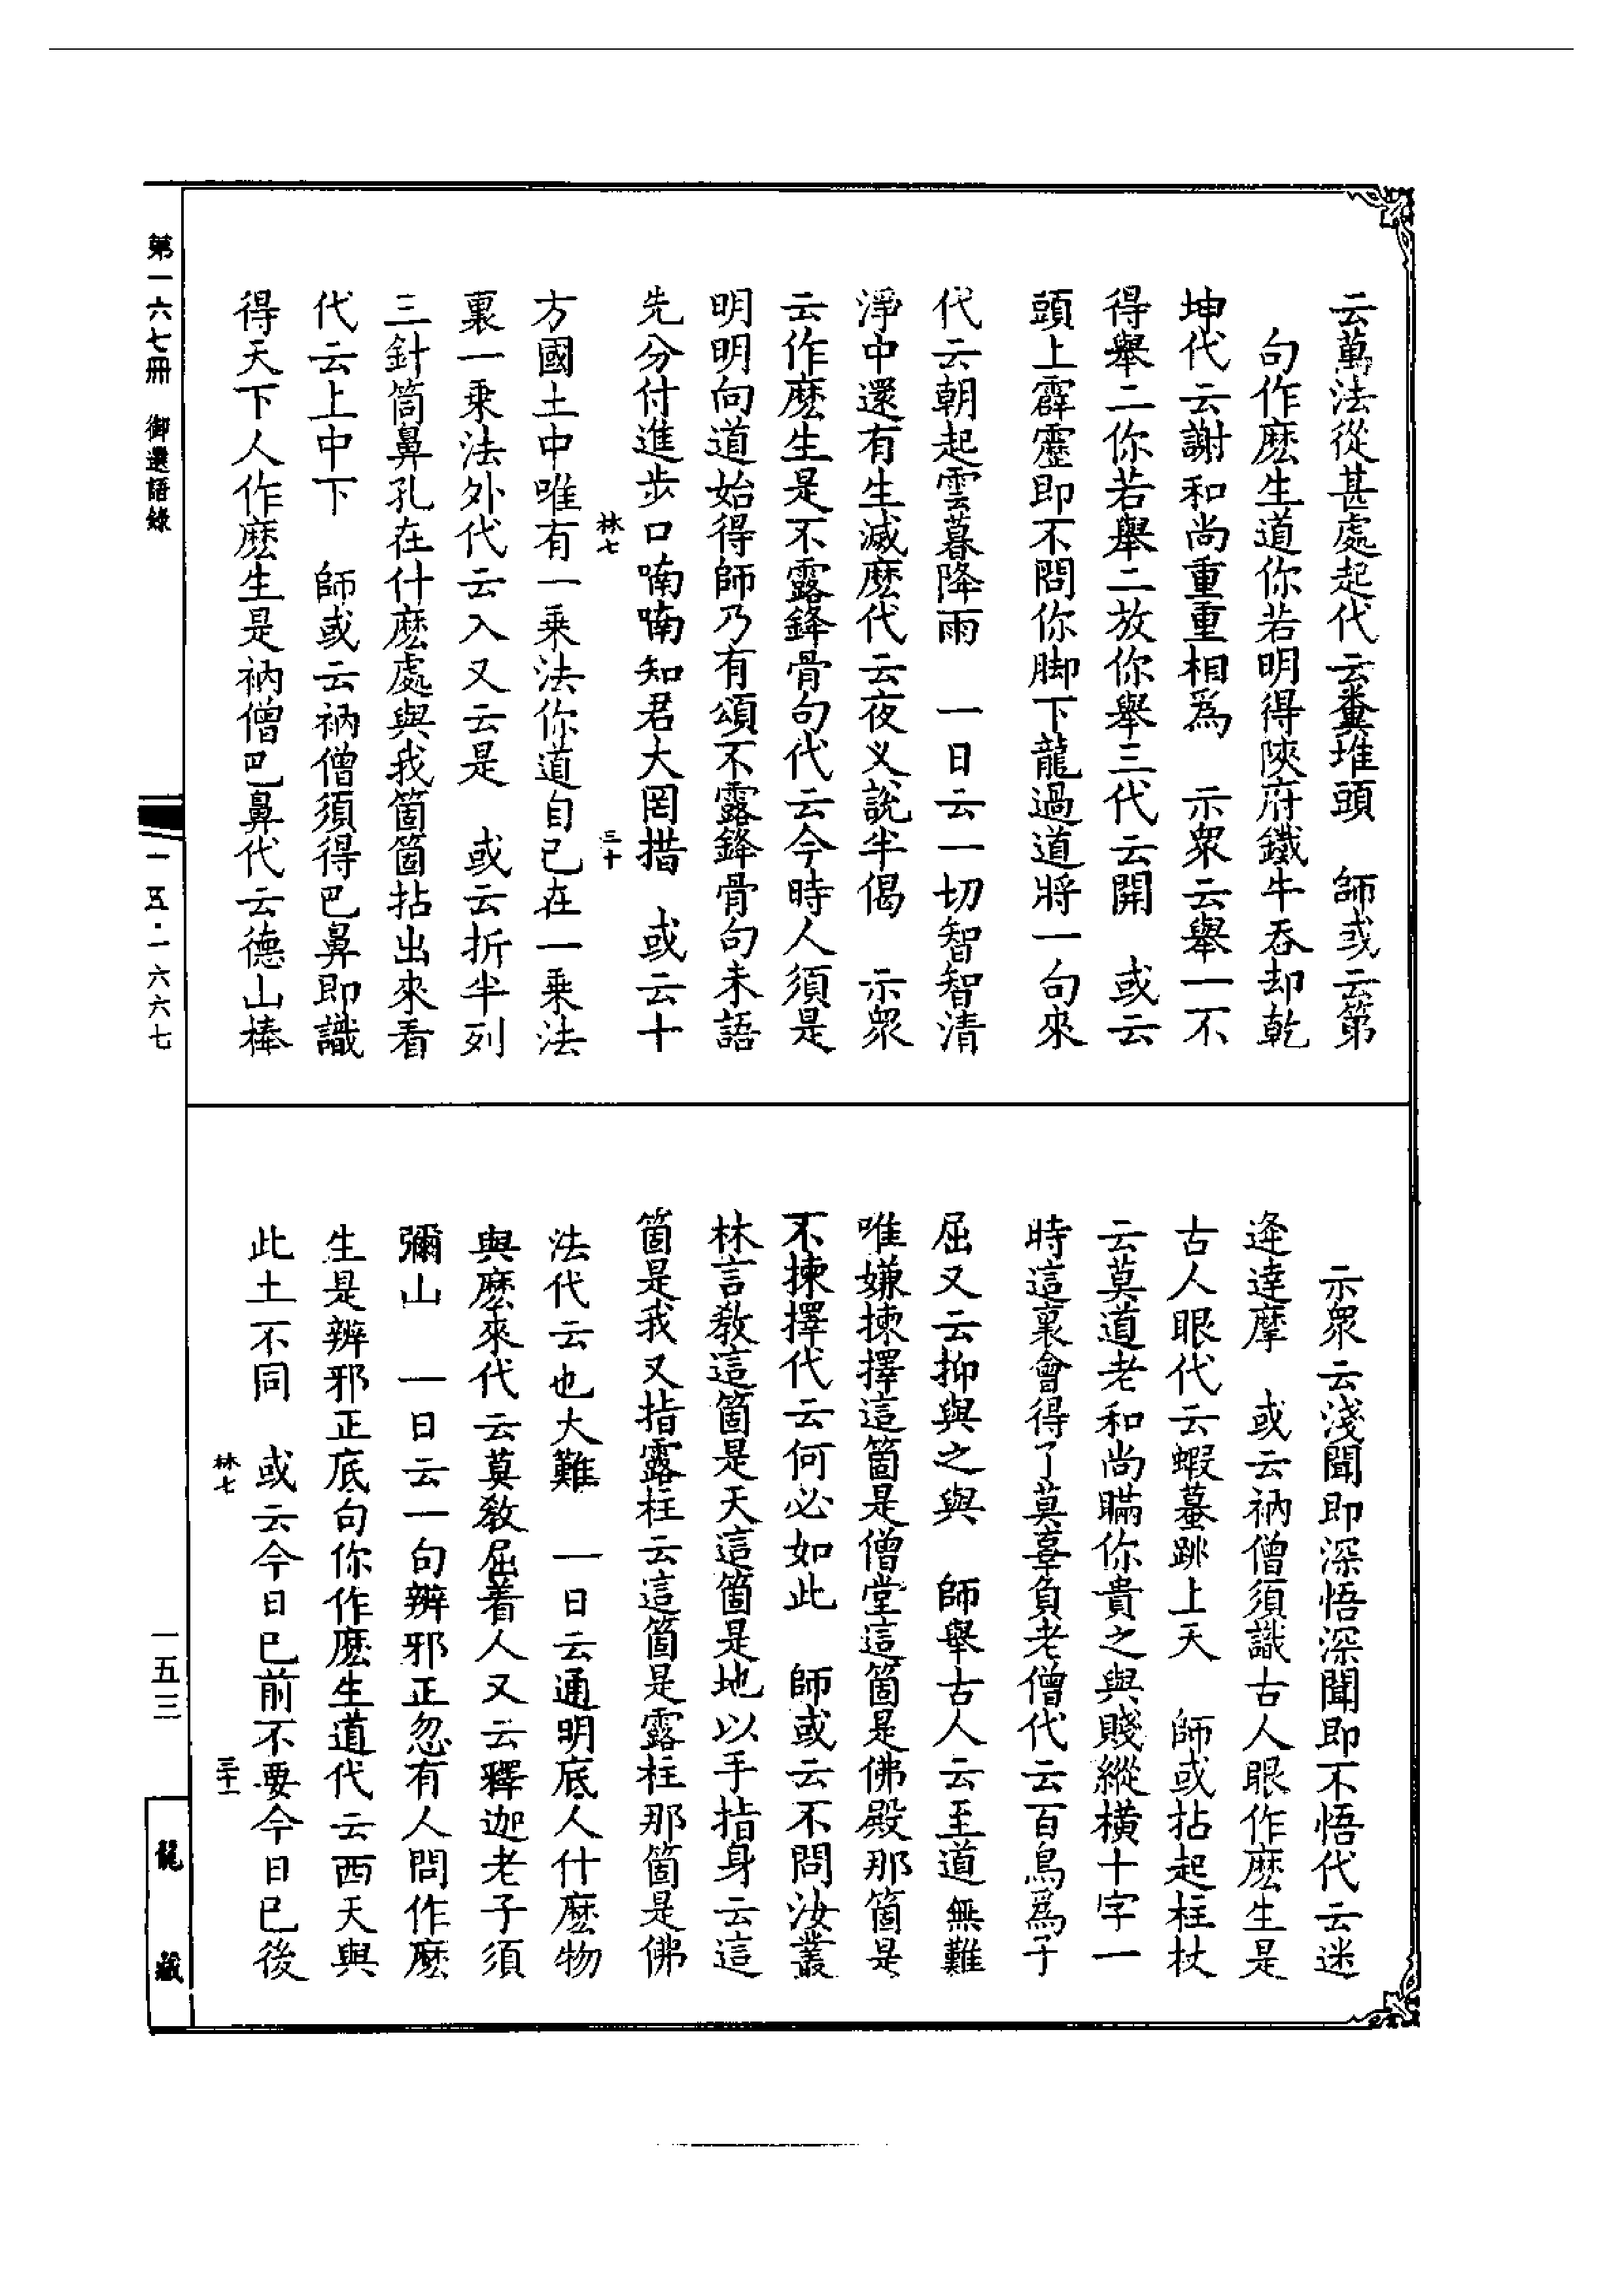 云萬法從甚處起代云糞堆頭　師或云第
句作麽生道你若明得陝府鐵牛吞却乾
坤代云謝和尚重重相爲　示衆云舉一不
得舉二你若舉二放你舉三代云開　或云
頭上霹靂即不問你脚下龍過道將一句來
代云朝起雲暮降雨　一日云一切智智清
淨中還有生滅麽代云夜叉說半偈　示衆
云作麽生是不露鋒骨句代云今時人須是
明明向道始得師乃有頌不露鋒骨句未語
先分付進步口喃喃知君大罔措　或云十
林七　三十
方國土中唯有一乘法你道自己在一乘法
裏一乘法外代云入又云是　或云折半列
三針筒鼻孔在什麽處與我箇箇拈出來看
代云上中下　師或云衲僧須得巴鼻即識
得天下人作麽生是衲僧巴鼻代云德山棒
示衆云淺聞即深悟深聞即不悟代云迷
逢達摩　或云衲僧須識古人眼作麽生是
古人眼代云蝦蟇跳上天　師或拈起柱杖
云莫道老和尚瞞你貴之與賤縱橫十字一
時這裏會得了莫辜負老僧代云百鳥爲子
屈又云抑與之與　師舉古人云至道無難
唯嫌揀擇這箇是僧堂這箇是佛殿那箇是
不揀擇代云何必如此　師或云不問汝叢
林言教這箇是天這箇是地以手指身云這
箇是我又指露柱云這箇是露柱那箇是佛
法代云也大難　一日云通明底人什麽物
與麽來代云莫教屈着人又云釋迦老子須
彌山　一日云一句辨邪正忽有人問作麽
生是辨邪正底句你作麽生道代云西天與
此土不同　或云今日已前不要今日已後
林七　三十一
第一六七冊　御選語錄
一五·一六六七
一五三
龍藏